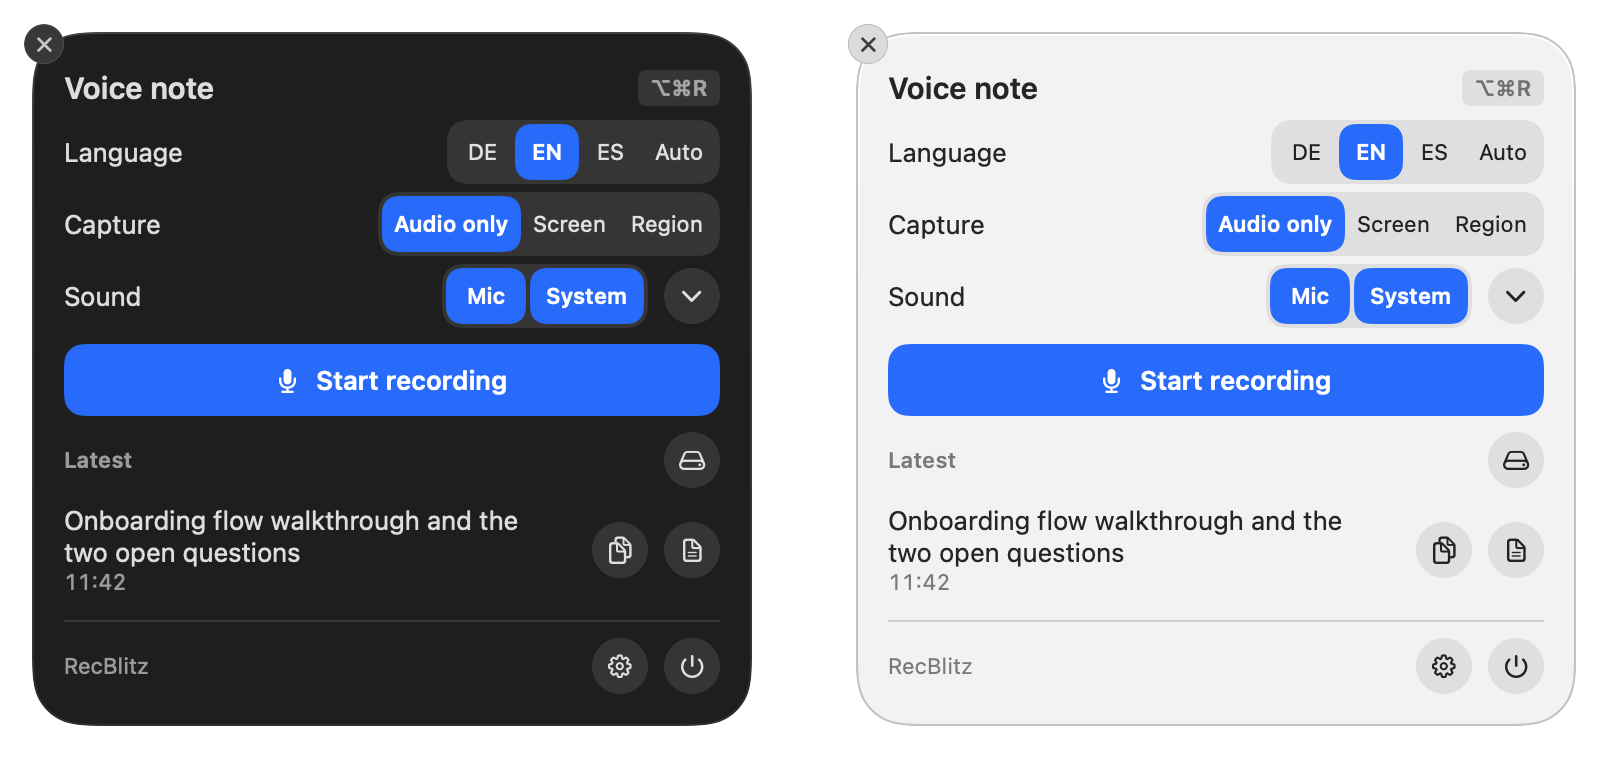 Voice note ⌥⌘R
Language DE EN ES Auto
Capture Audio only Screen Region
Sound Mic System
Start recording
Latest
Onboarding flow walkthrough and the
two open questions
11:42
RecBlitz
Voice note ⌥⌘R
Language DE EN ES Auto
Capture Audio only Screen Region
Sound Mic System
Start recording
Latest
Onboarding flow walkthrough and the
two open questions
11:42
RecBlitz